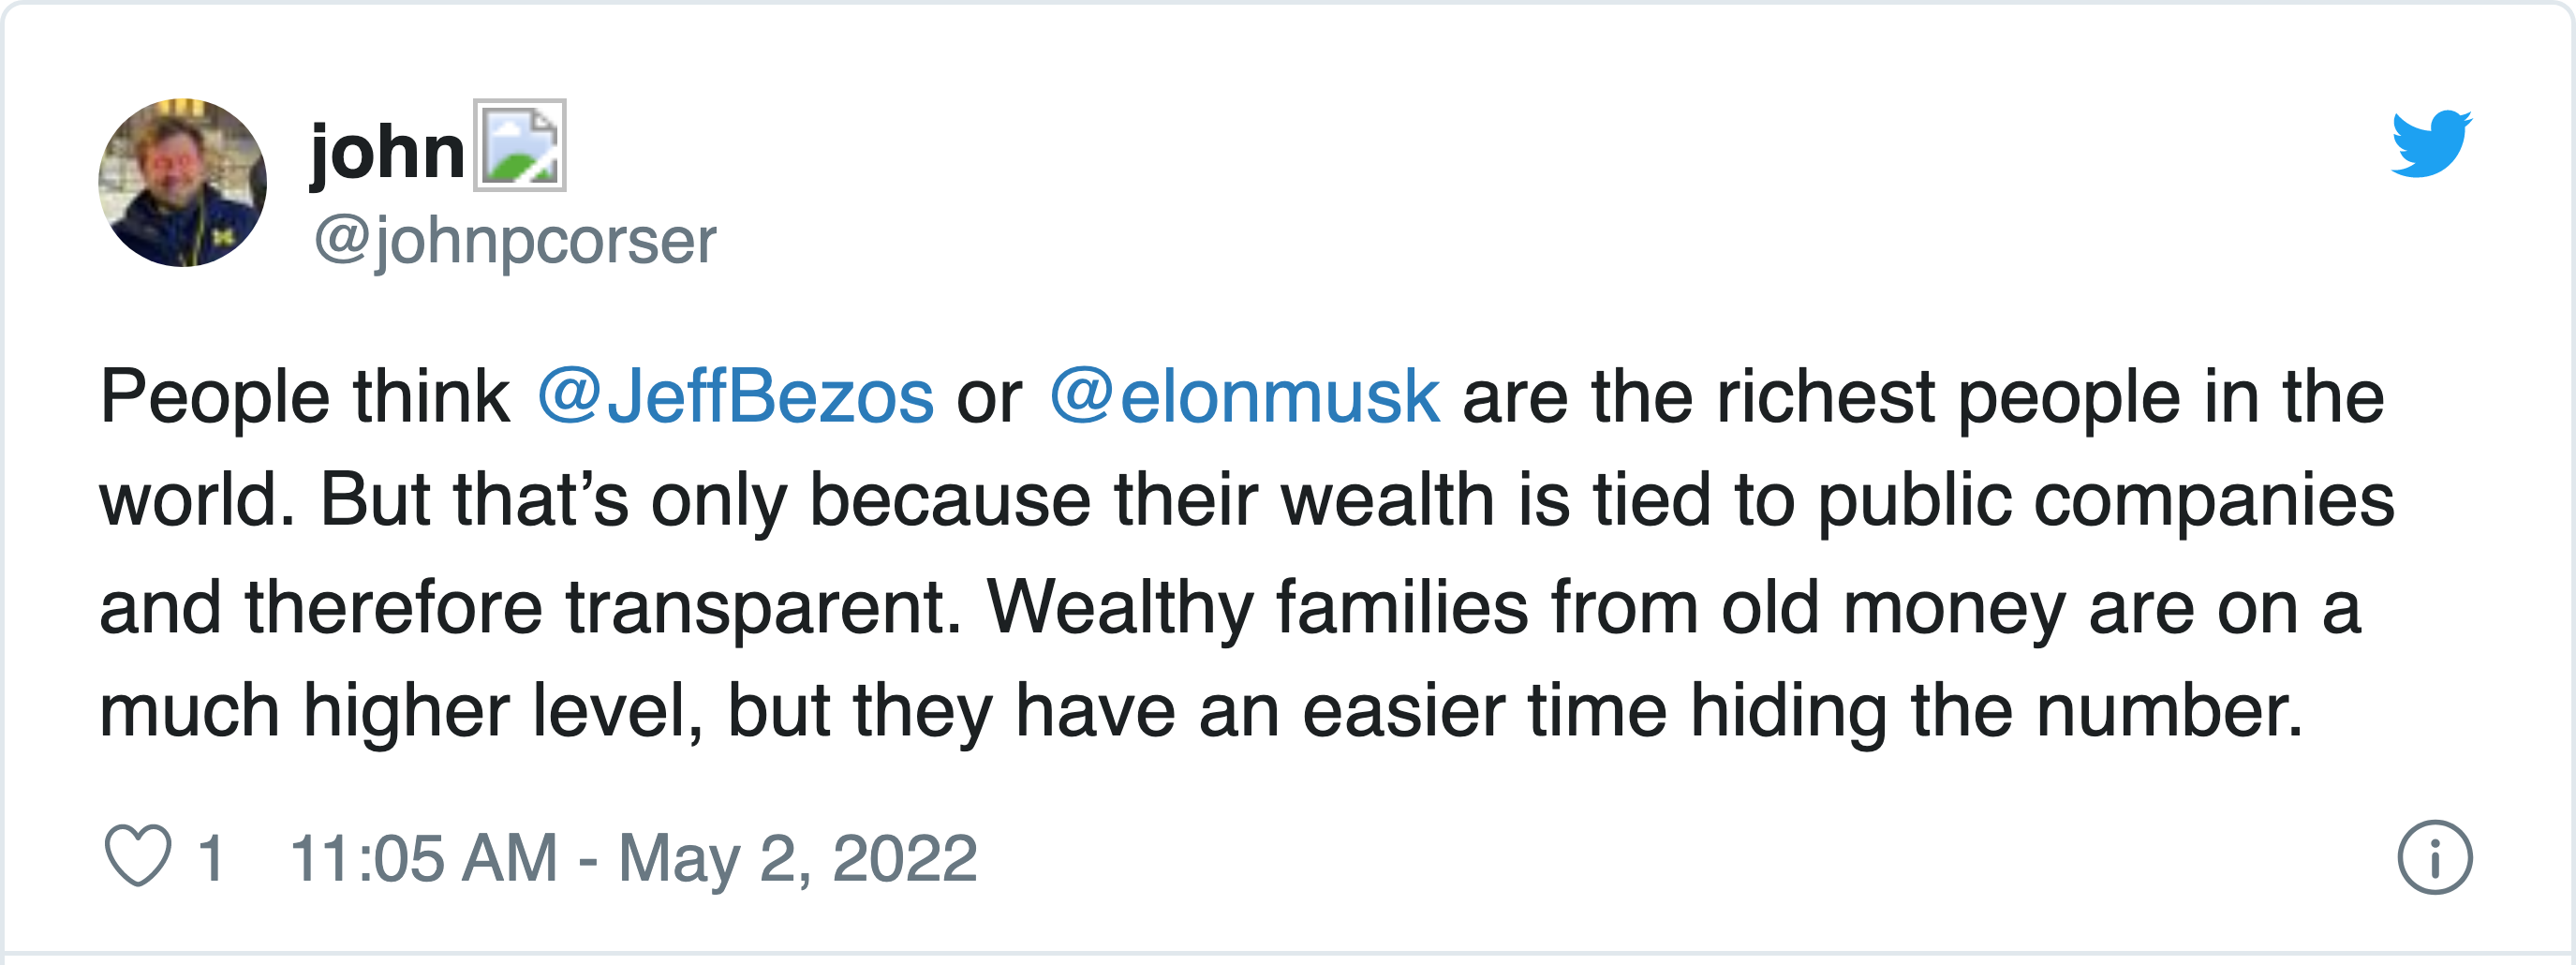 john
@johnpcorser
People think @JeffBezos or @elonmusk are the richest people in the
world. But that’s only because their wealth is tied to public companies
and therefore transparent. Wealthy families from old money are on a
much higher level, but they have an easier time hiding the number.
1 11:05 AM - May 2, 2022